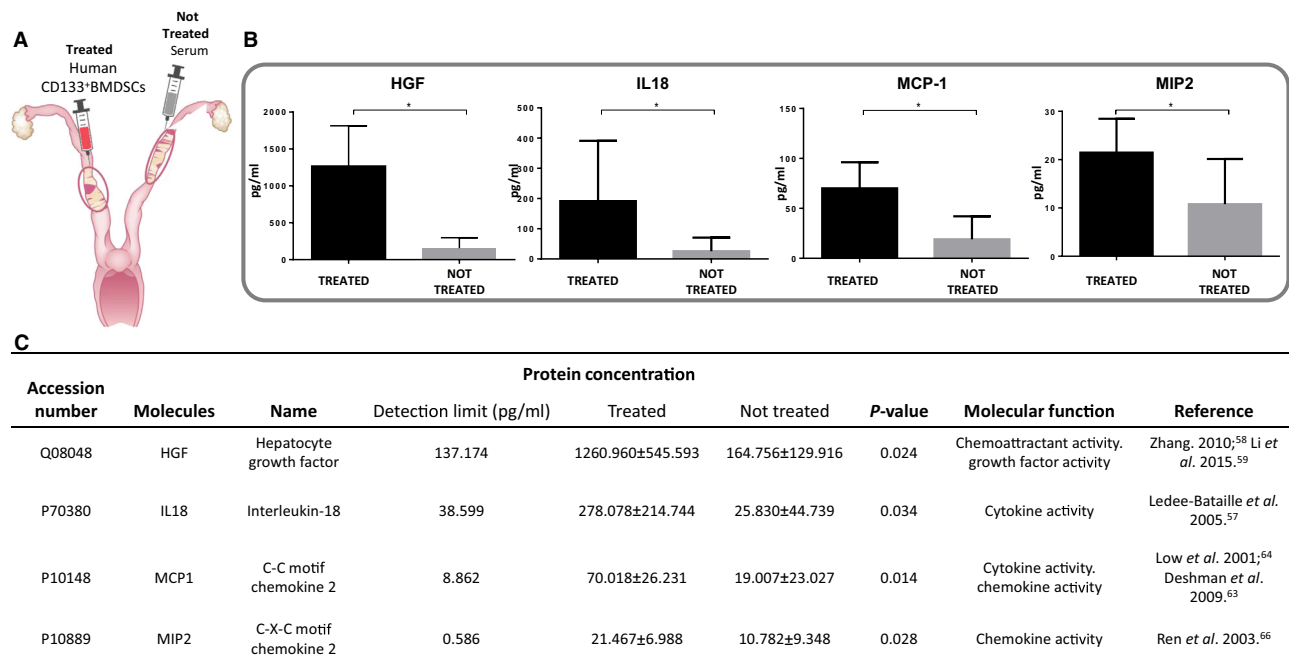 A
Treated
Human
CD133⁺BMDSCs
Not
Treated
Serum
B
HGF
*
2000
1500
1000
500
0
pg/ml
TREATED
NOT
TREATED
IL18
*
500
400
300
200
100
0
pg/ml
TREATED
NOT
TREATED
MCP-1
*
150
100
50
0
pg/ml
TREATED
NOT
TREATED
MIP2
*
30
20
10
0
pg/ml
TREATED
NOT
TREATED
C
Protein concentration
Accession number Molecules Name Detection limit (pg/ml) Treated Not treated P-value Molecular function Reference
Q08048 HGF Hepatocyte growth factor 137.174 1260.960±545.593 164.756±129.916 0.024 Chemoattractant activity. growth factor activity Zhang. 2010;⁵⁸ Li et al. 2015.⁵⁹
P70380 IL18 Interleukin-18 38.599 278.078±214.744 25.830±44.739 0.034 Cytokine activity Ledee-Bataille et al. 2005.⁵⁷
P10148 MCP1 C-C motif chemokine 2 8.862 70.018±26.231 19.007±23.027 0.014 Cytokine activity. chemokine activity Low et al. 2001;⁶⁴ Deshman et al. 2009.⁶³
P10889 MIP2 C-X-C motif chemokine 2 0.586 21.467±6.988 10.782±9.348 0.028 Chemokine activity Ren et al. 2003.⁶⁶